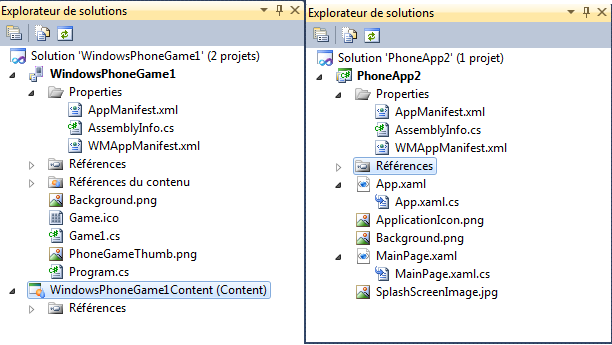 Explorateur de solutions
Solution 'WindowsPhoneGame1' (2 projets)
WindowsPhoneGame1
Properties
AppManifest.xml
AssemblyInfo.cs
WMAppManifest.xml
Références
Références du contenu
Background.png
Game.ico
Game1.cs
PhoneGameThumb.png
Program.cs
WindowsPhoneGame1Content (Content)
Références
Explorateur de solutions
Solution 'PhoneApp2' (1 projet)
PhoneApp2
Properties
AppManifest.xml
AssemblyInfo.cs
WMAppManifest.xml
Références
App.xaml
App.xaml.cs
ApplicationIcon.png
Background.png
MainPage.xaml
MainPage.xaml.cs
SplashScreenImage.jpg